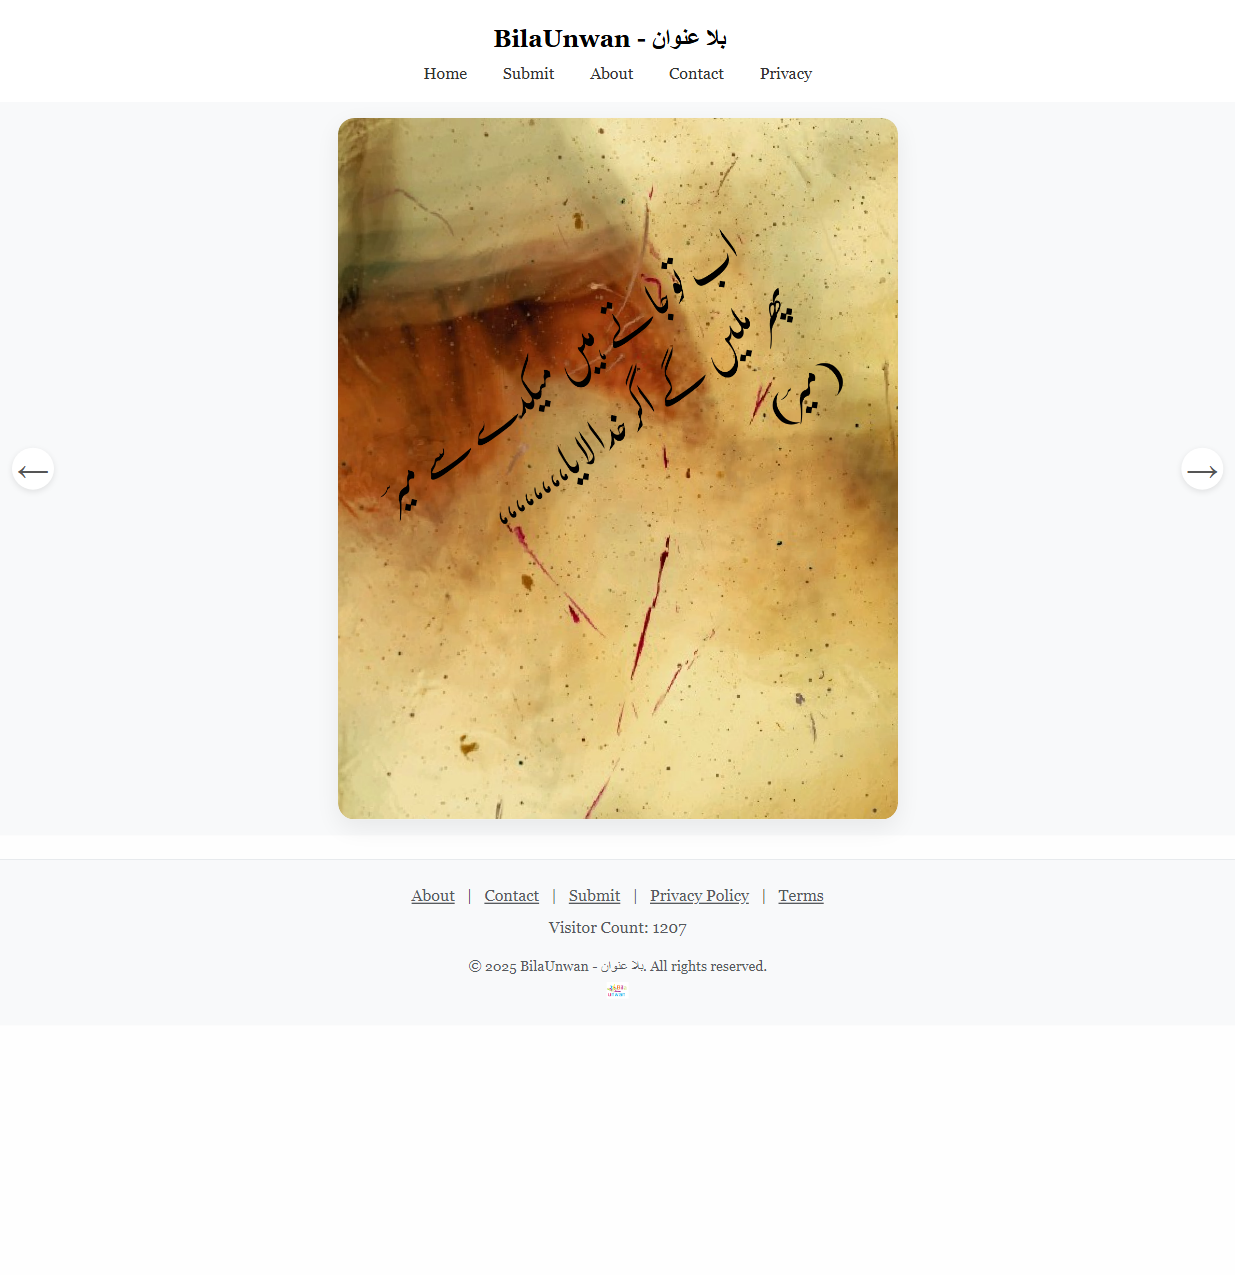 BilaUnwan - بلا عنوان
Home Submit About Contact Privacy
اب تو جاتے ہیں میکدے سے میرؔ
پھر ملیں گے اگر خدا لایا،،،،،،،،
(میرؔ)
←
→
About | Contact | Submit | Privacy Policy | Terms
Visitor Count: 1207
© 2025 BilaUnwan - بلا عنوان. All rights reserved.